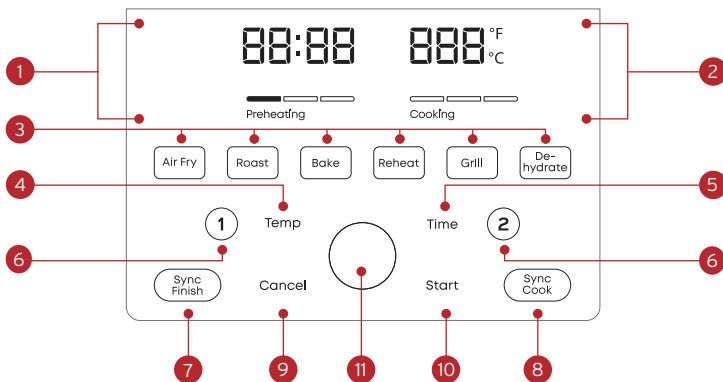 88:88 888 °F
°C
1 2
Preheating Cooking
3
Air Fry Roast Bake Reheat Grill De-
hydrate
4 5
1 Temp Time 2
6 6
Sync
Finish Cancel Start Sync
Cook
7 9 11 10 8